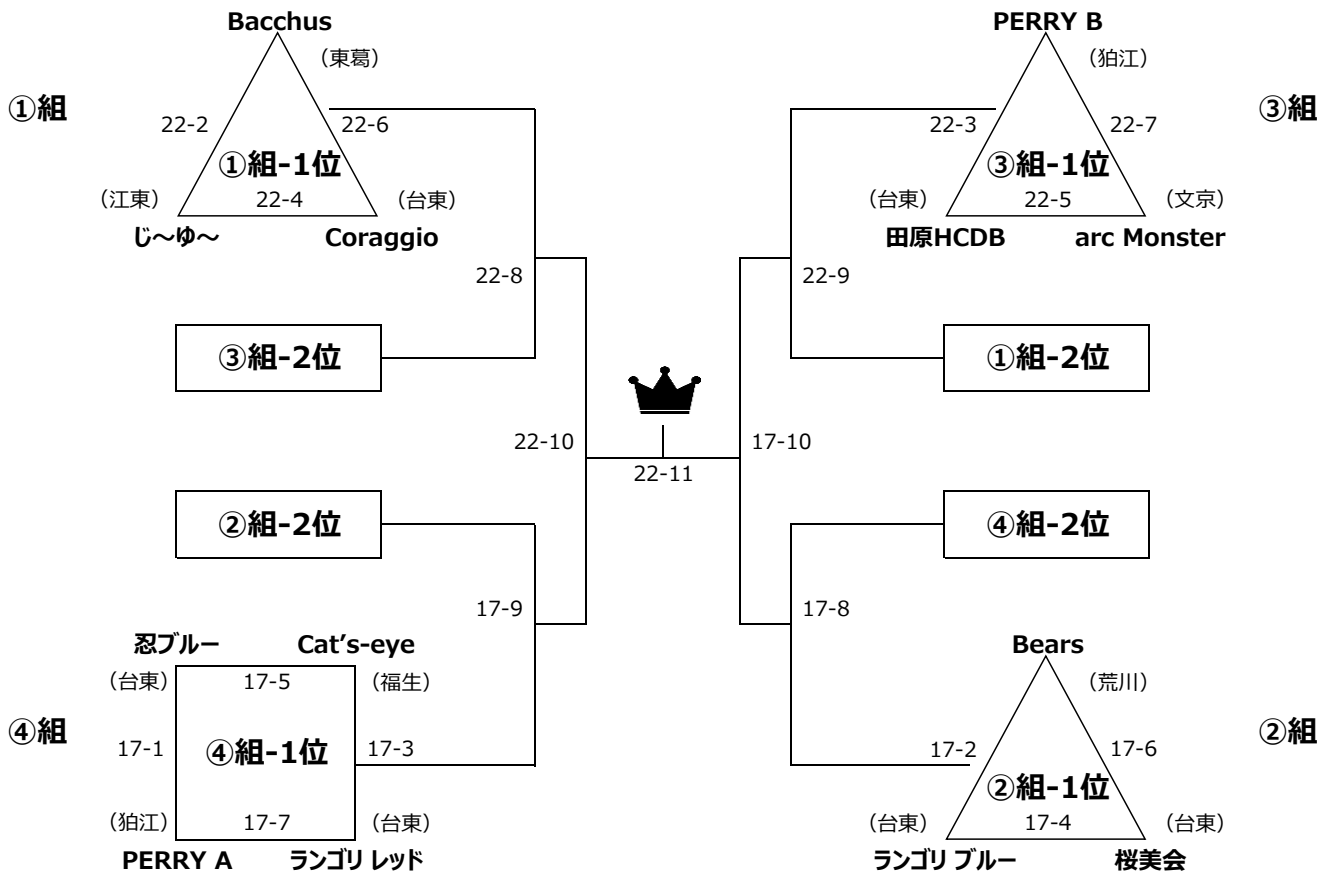 Bacchus
（東葛）
①組
22-2
22-6
①組-1位
（江東）
22-4
（台東）
じ～ゆ～
Coraggio
22-8
③組-2位
22-10
②組-2位
17-9
忍ブルー
Cat's-eye
（台東）
17-5
（福生）
④組
17-1
④組-1位
17-3
（狛江）
17-7
（台東）
PERRY A
ランゴリ レッド
22-11
PERRY B
（狛江）
③組
22-3
22-7
③組-1位
（台東）
22-5
（文京）
田原HCDB
arc Monster
22-9
①組-2位
17-10
④組-2位
17-8
Bears
（荒川）
②組
17-2
17-6
②組-1位
（台東）
17-4
（台東）
ランゴリ ブルー
桜美会